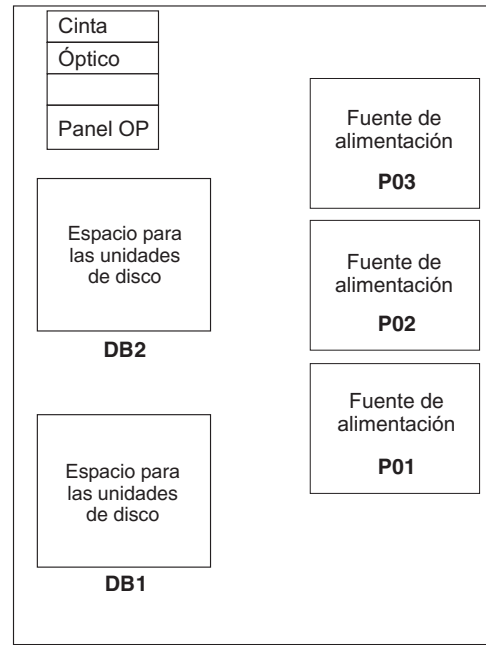 Cinta
Óptico
Panel OP
Espacio para
las unidades
de disco
DB2
Espacio para
las unidades
de disco
DB1
Fuente de
alimentación
P03
Fuente de
alimentación
P02
Fuente de
alimentación
P01